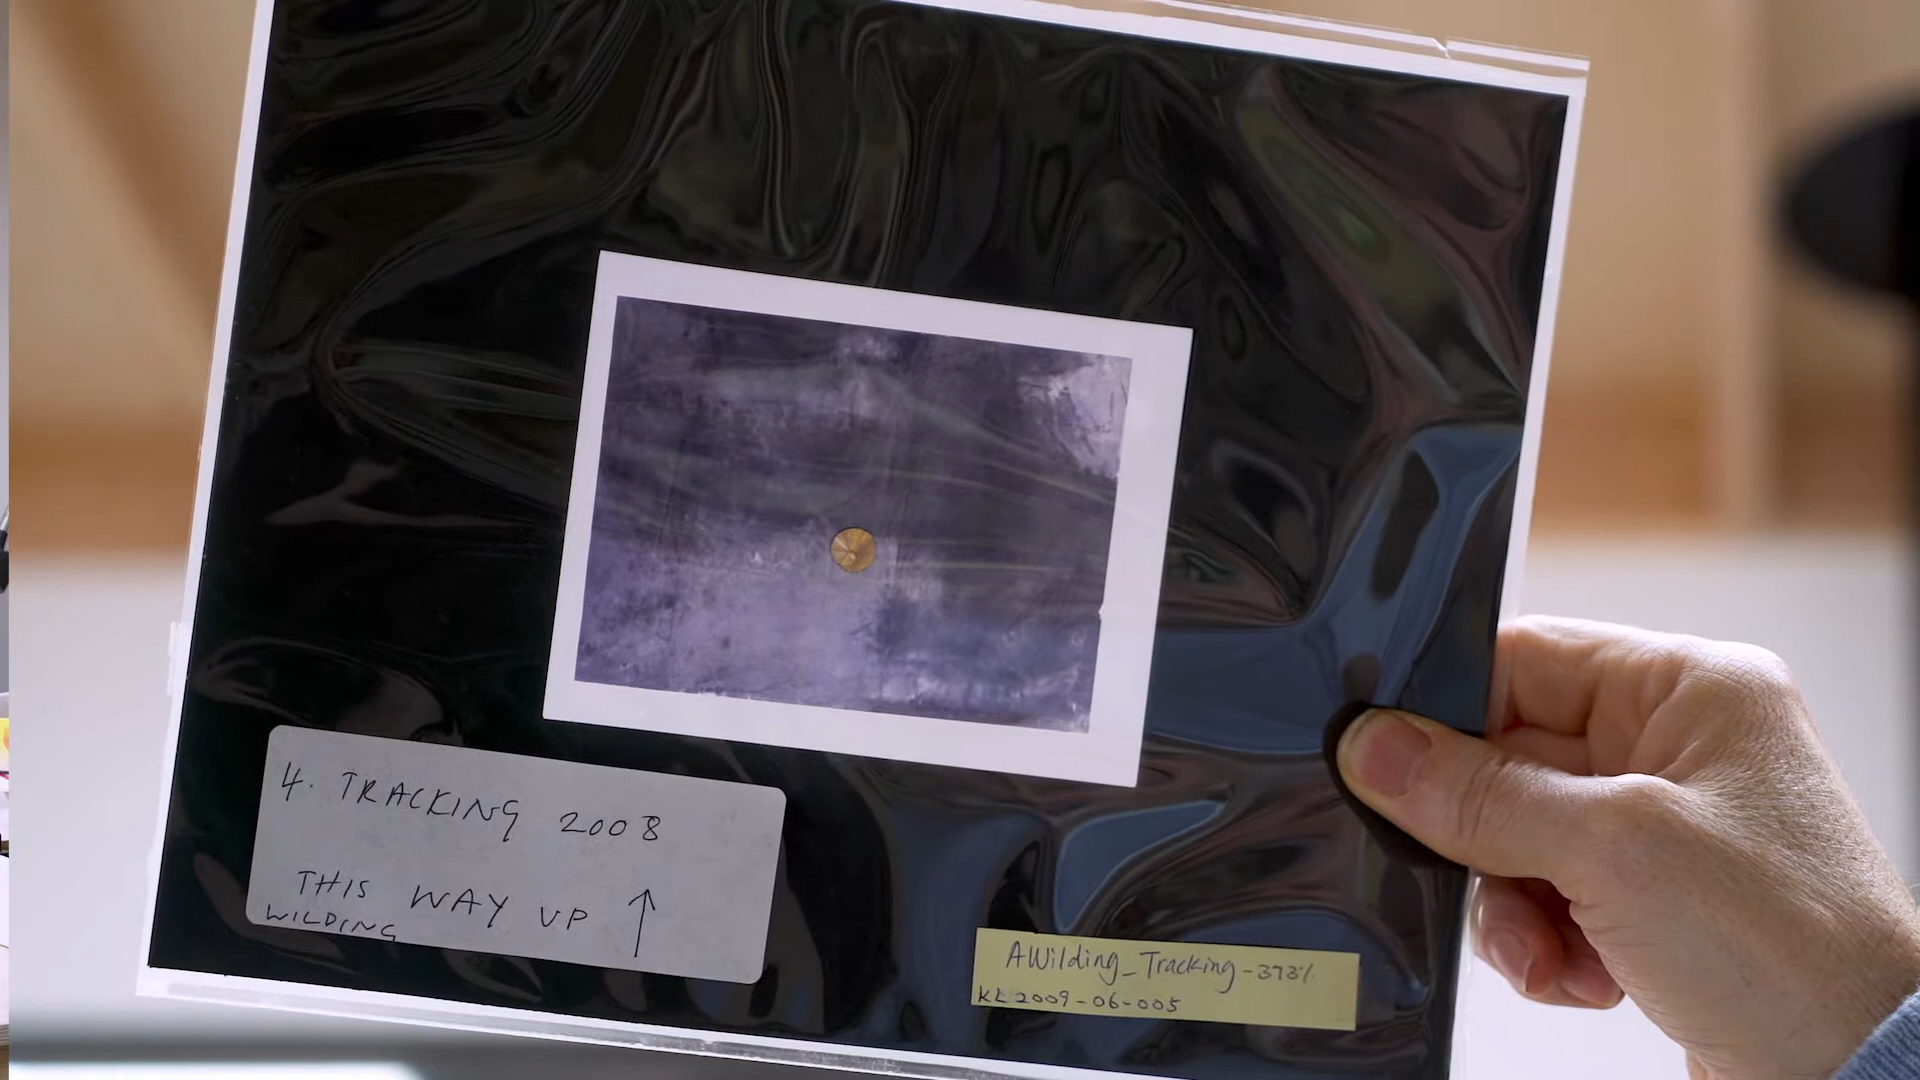 4. TRACKING 2008
THIS WAY UP ↑
WILDING
AWilding_Tracking-373%
KL2009-06-005